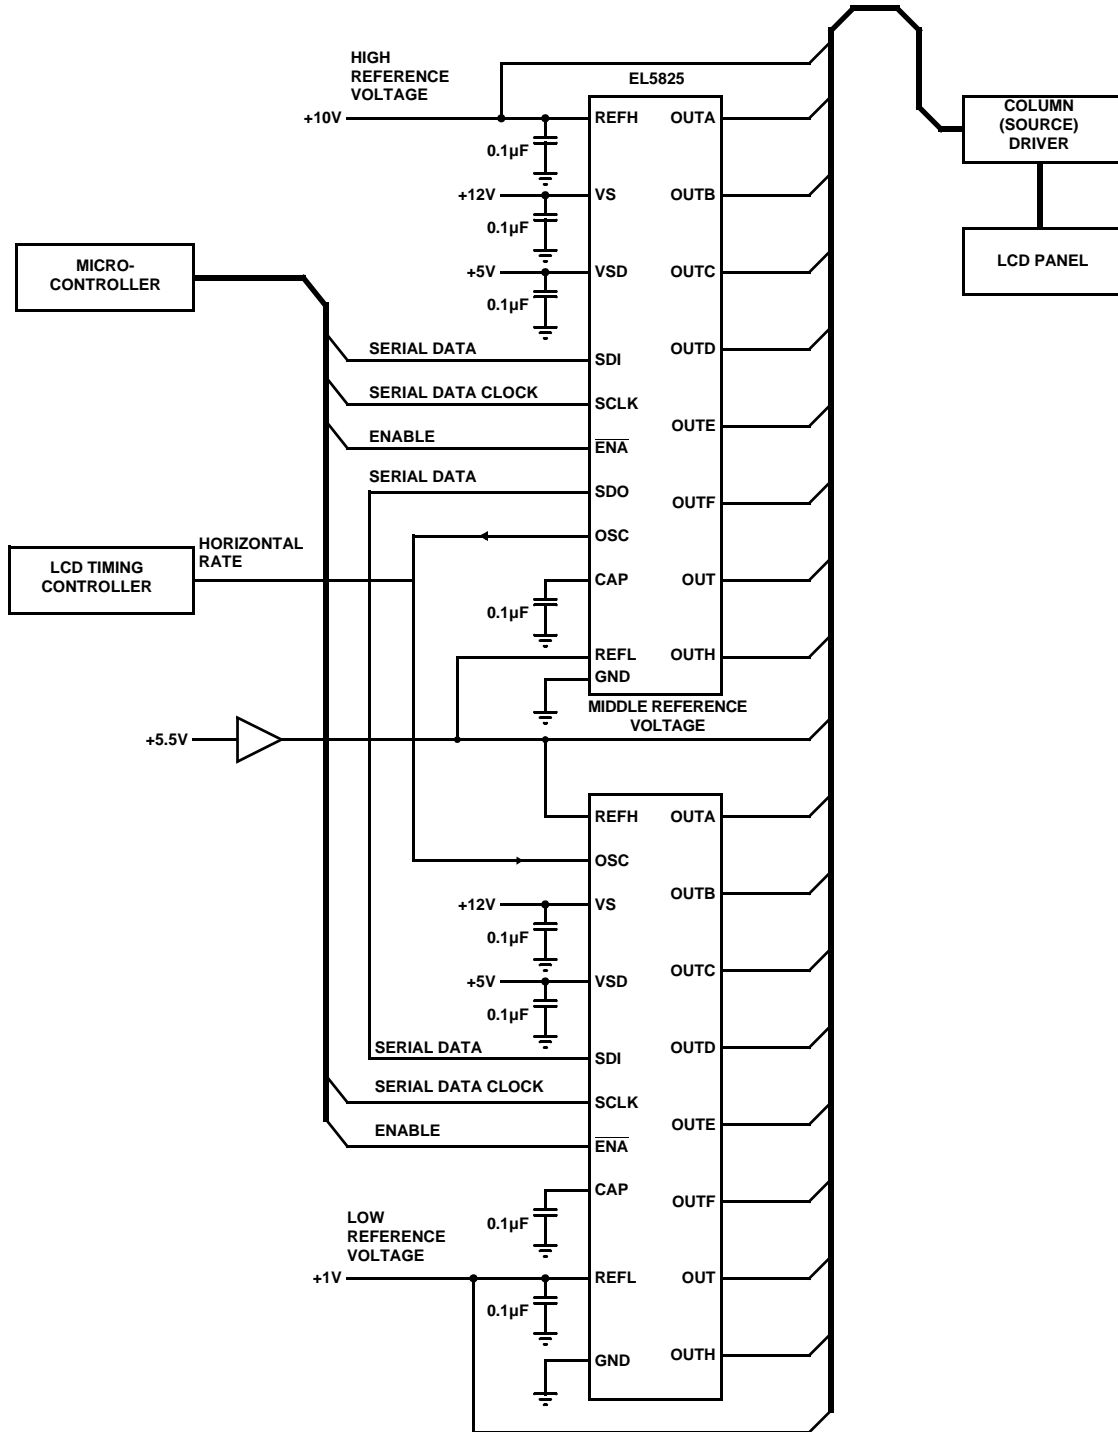 HIGH
REFERENCE
VOLTAGE
EL5825
+10V
REFH
OUTA
0.1µF
+12V
VS
OUTB
0.1µF
+5V
VSD
OUTC
0.1µF
COLUMN
(SOURCE)
DRIVER
LCD PANEL
MICRO-
CONTROLLER
SERIAL DATA
SDI
OUTD
SERIAL DATA CLOCK
SCLK
OUTE
ENABLE
ENA
SERIAL DATA
SDO
OUTF
OSC
HORIZONTAL
RATE
LCD TIMING
CONTROLLER
CAP
OUT
0.1µF
REFL
OUTH
GND
MIDDLE REFERENCE
VOLTAGE
+5.5V
REFH
OUTA
OSC
+12V
VS
OUTB
0.1µF
+5V
VSD
OUTC
0.1µF
SERIAL DATA
SDI
OUTD
SERIAL DATA CLOCK
SCLK
OUTE
ENABLE
ENA
CAP
OUTF
0.1µF
LOW
REFERENCE
VOLTAGE
+1V
REFL
OUT
0.1µF
GND
OUTH